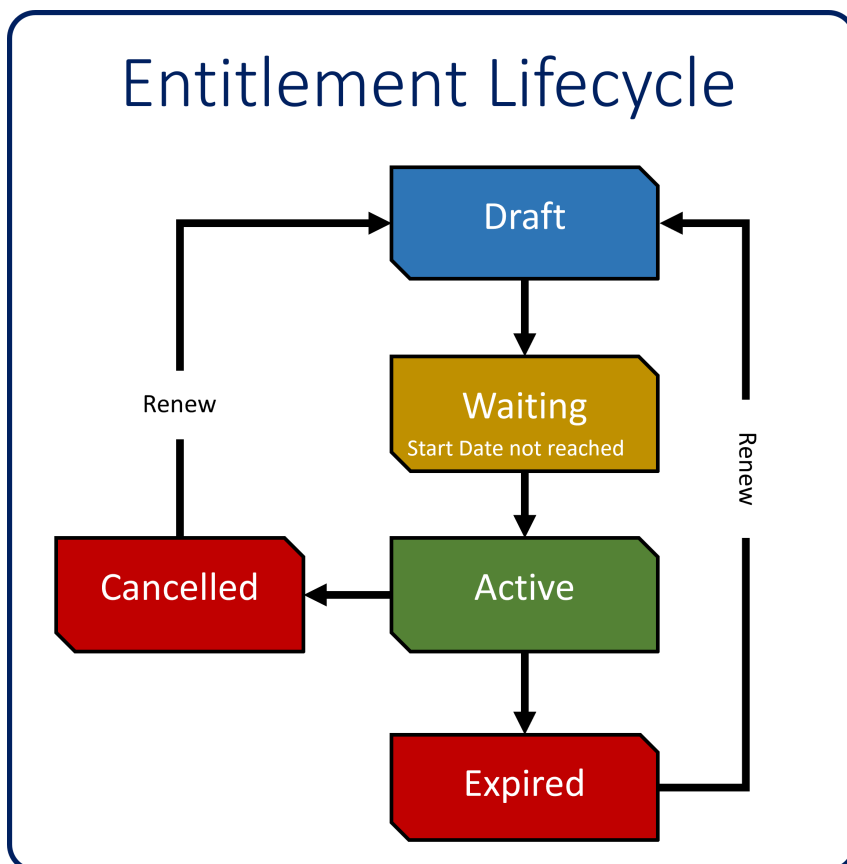 Entitlement Lifecycle
Draft
Waiting
Start Date not reached
Renew
Renew
Cancelled
Active
Expired